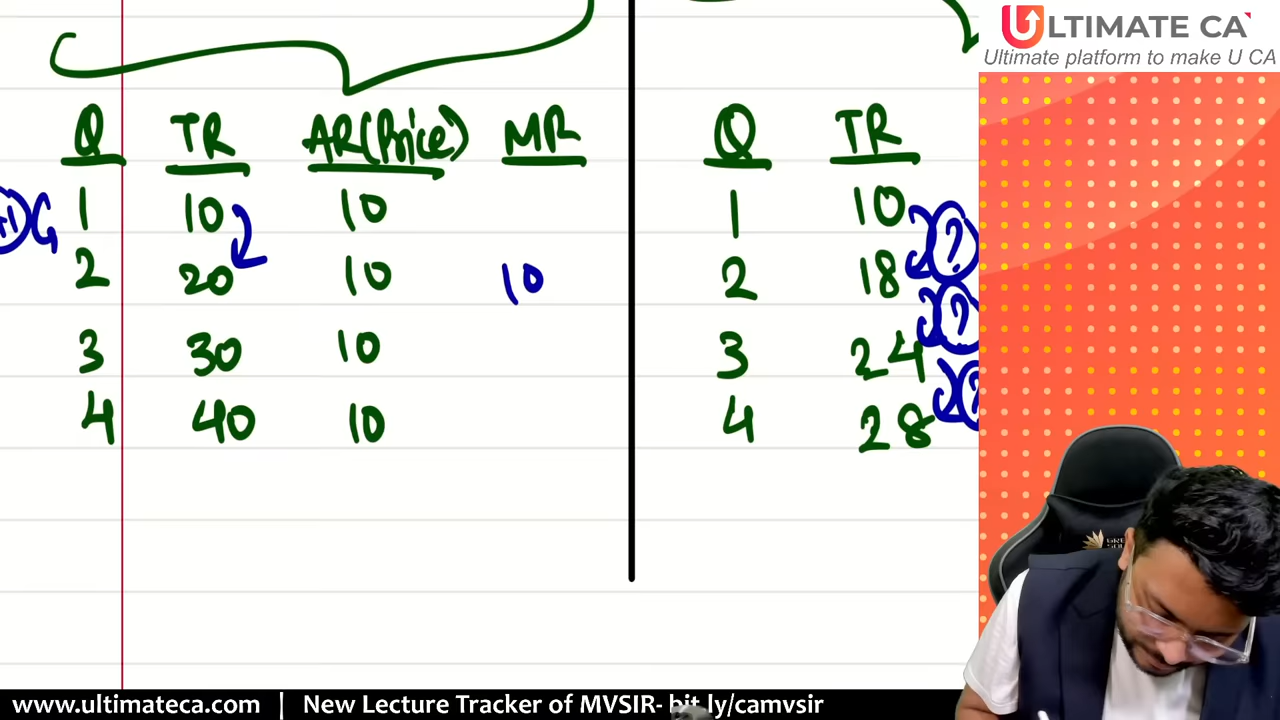 ULTIMATE CA
Ultimate platform to make U CA
Q TR AR(Price) MR
1 10 10
2 20 10 10
3 30 10
4 40 10
Q TR
1 10 ?
2 18 ?
3 24 ?
4 28
www.ultimateca.com | New Lecture Tracker of MVSIR- bit ly/camvsir